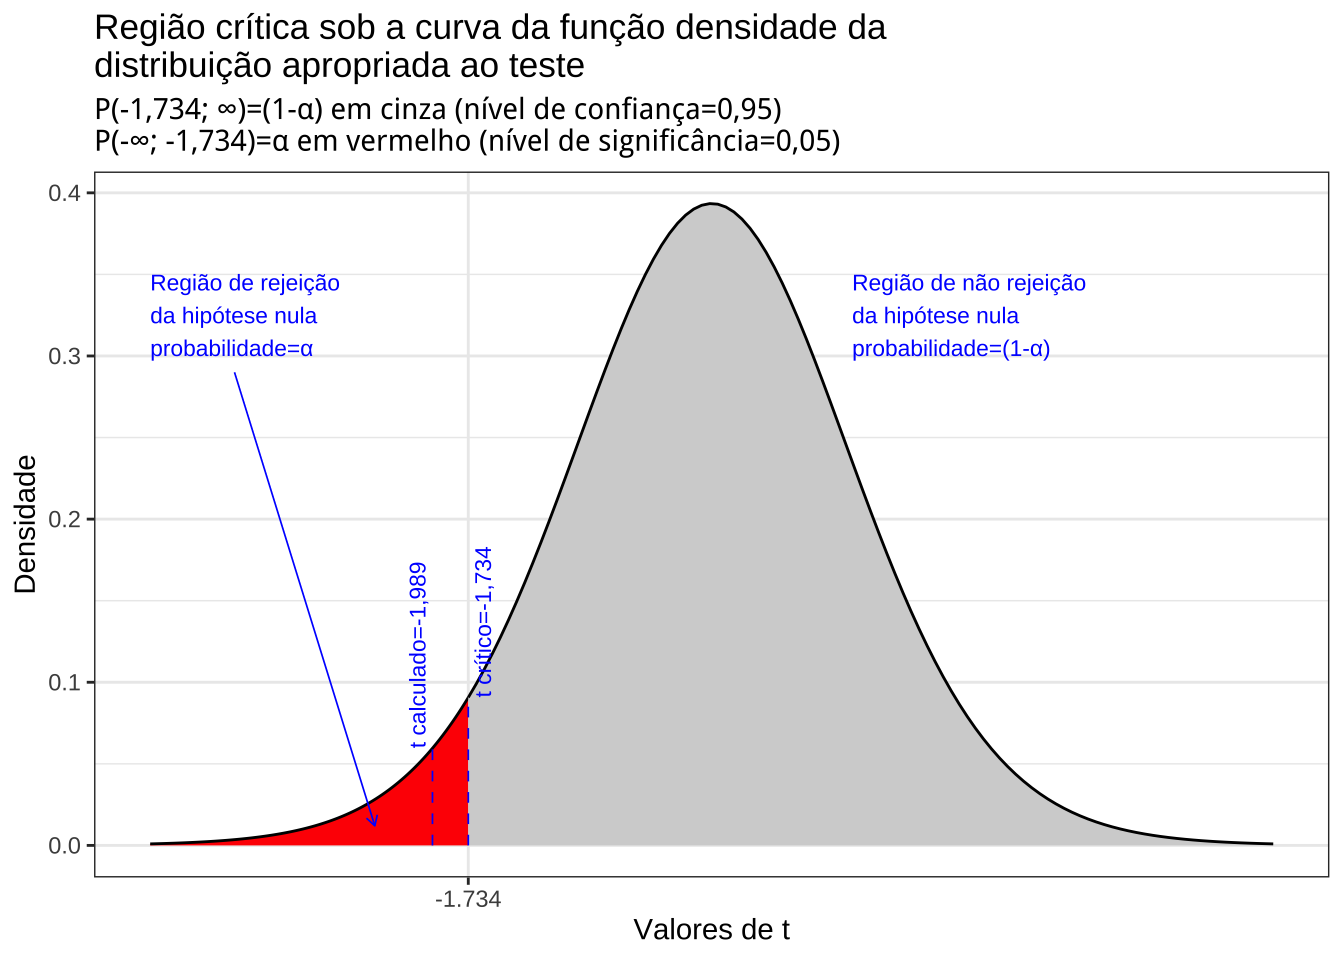 Região crítica sob a curva da função densidade da
distribuição apropriada ao teste
P(-1,734; ∞)=(1-α) em cinza (nível de confiança=0,95)
P(-∞; -1,734)=α em vermelho (nível de significância=0,05)
0.4
Região de rejeição
da hipótese nula
probabilidade=α
Região de não rejeição
da hipótese nula
probabilidade=(1-α)
0.3
0.2
0.1
0.0
Densidade
t calculado=-1,989
t crítico=-1,734
-1.734
Valores de t